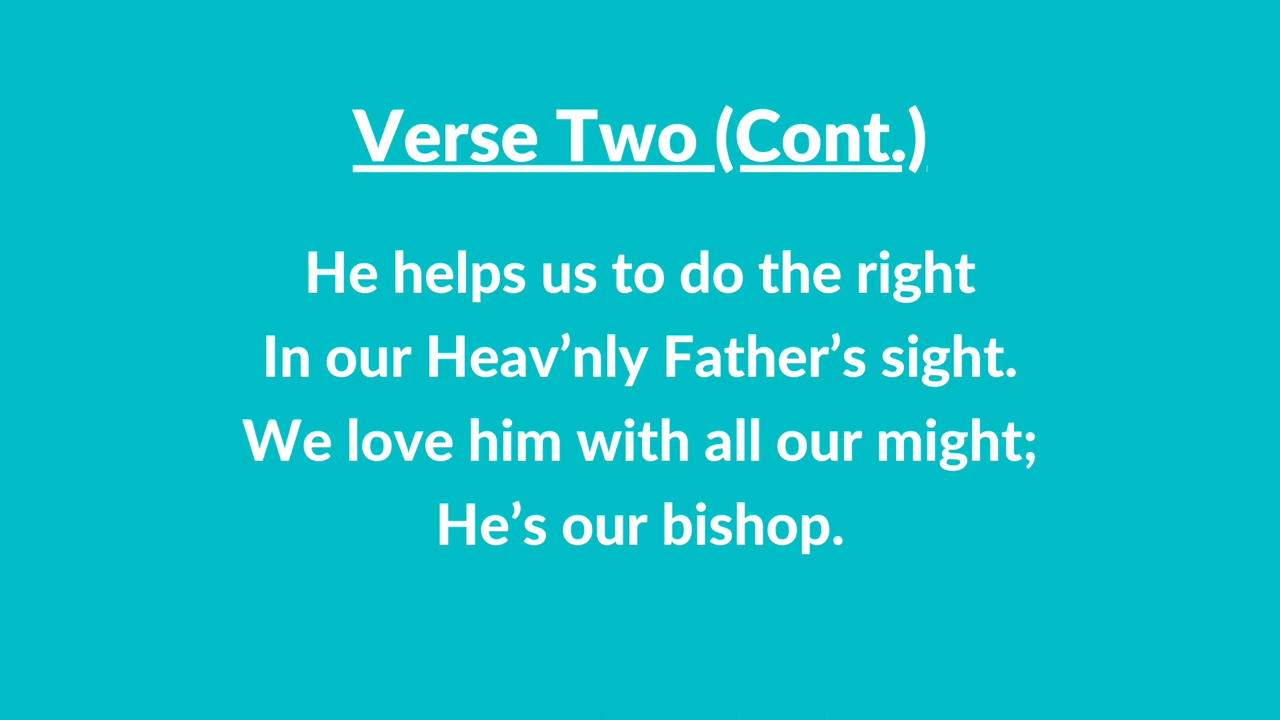 Verse Two (Cont.)
He helps us to do the right
In our Heav’nly Father’s sight.
We love him with all our might;
He’s our bishop.